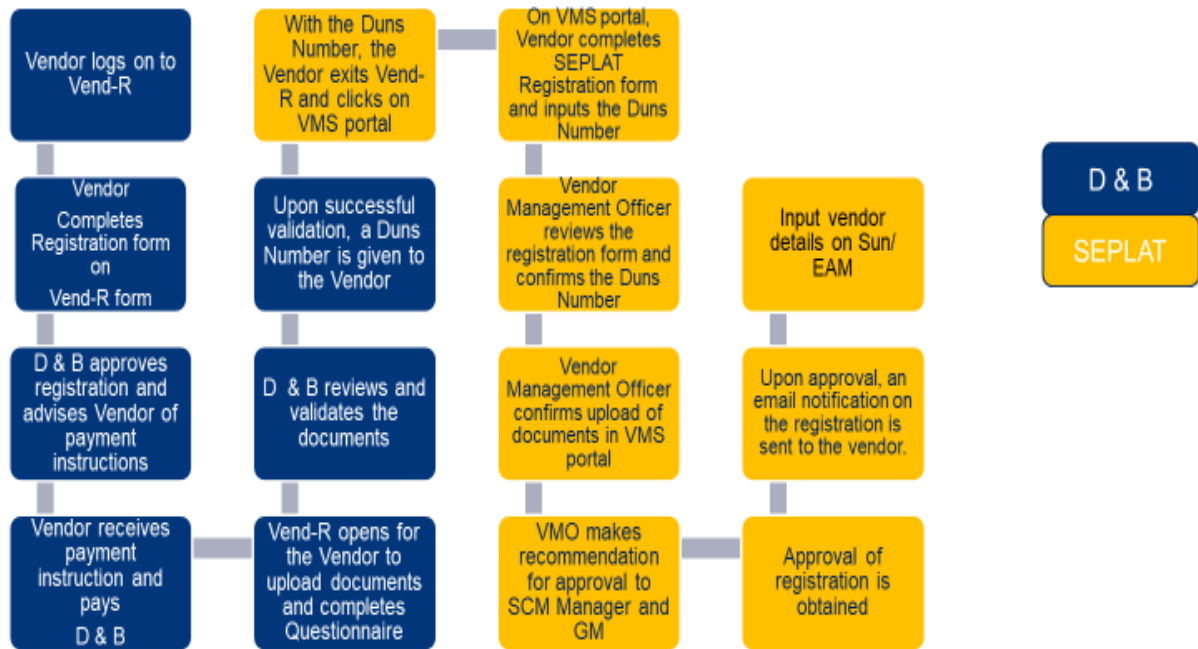 Vendor logs on to
Vend-R
Vendor
Completes
Registration form
on
Vend-R form
D & B approves
registration and
advises Vendor of
payment
instructions
Vendor receives
payment
instruction and
pays
D & B
Vend-R opens for
the Vendor to
upload documents
and completes
Questionnaire
D & B reviews and
validates the
documents
Upon successful
validation, a Duns
Number is given to
the Vendor
With the Duns
Number, the
Vendor exits Vend-
R and clicks on
VMS portal
On VMS portal,
Vendor completes
SEPLAT
Registration form
and inputs the Duns
Number
Vendor
Management Officer
reviews the
registration form and
confirms the Duns
Number
Vendor
Management Officer
confirms upload of
documents in VMS
portal
VMO makes
recommendation
for approval to
SCM Manager and
GM
Approval of
registration is
obtained
Upon approval, an
email notification on
the registration is
sent to the vendor.
Input vendor
details on Sun/
EAM
D & B
SEPLAT